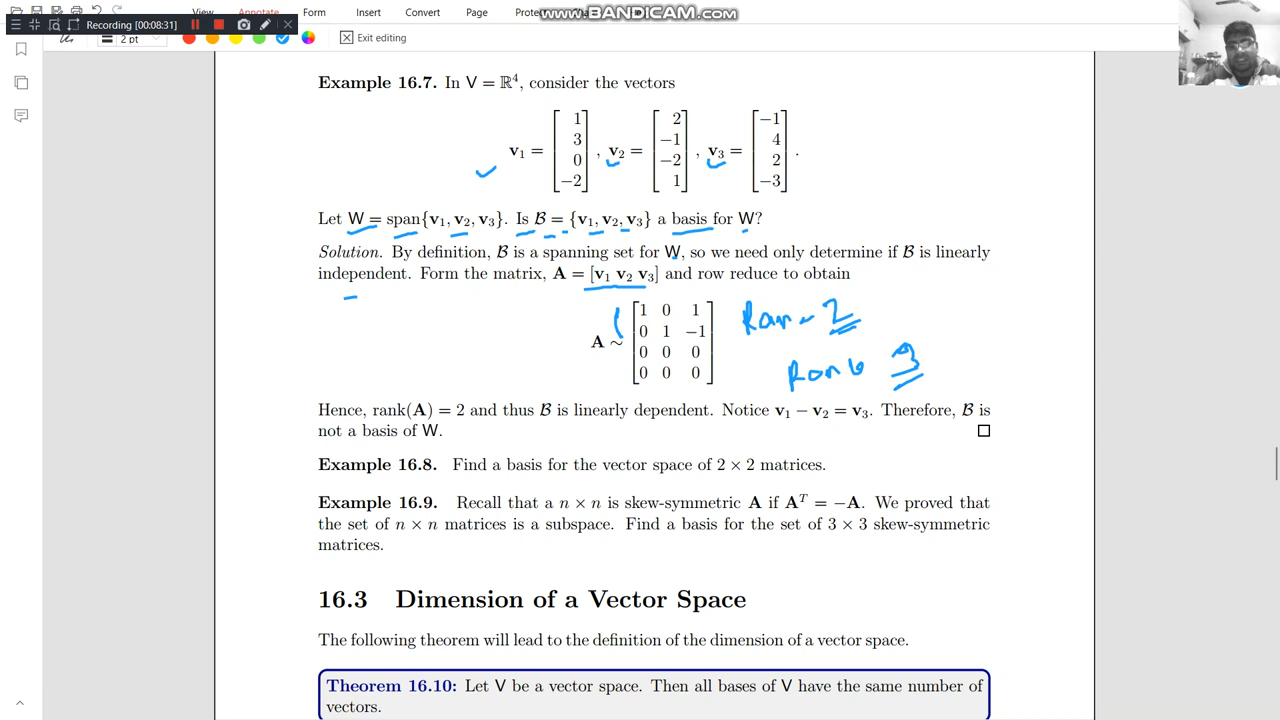 www.BANDICAM.com
View Annotate Form Insert Convert Page
Recording [00:08:31]
2 pt
Exit editing
Example 16.7. In V = ℝ⁴, consider the vectors
v₁ = [1 3 0 −2], v₂ = [2 −1 −2 1], v₃ = [−1 4 2 −3].
Let W = span{v₁, v₂, v₃}. Is ℬ = {v₁, v₂, v₃} a basis for W?
Solution. By definition, ℬ is a spanning set for W, so we need only determine if ℬ is linearly
independent. Form the matrix, A = [v₁ v₂ v₃] and row reduce to obtain
A ~
1 0 1
0 1 −1
0 0 0
0 0 0
2
3
Hence, rank(A) = 2 and thus ℬ is linearly dependent. Notice v₁ − v₂ = v₃. Therefore, ℬ is
not a basis of W. □
Example 16.8. Find a basis for the vector space of 2 × 2 matrices.
Example 16.9. Recall that a n × n is skew-symmetric A if Aᵀ = −A. We proved that
the set of n × n matrices is a subspace. Find a basis for the set of 3 × 3 skew-symmetric
matrices.
16.3 Dimension of a Vector Space
The following theorem will lead to the definition of the dimension of a vector space.
Theorem 16.10: Let V be a vector space. Then all bases of V have the same number of
vectors.